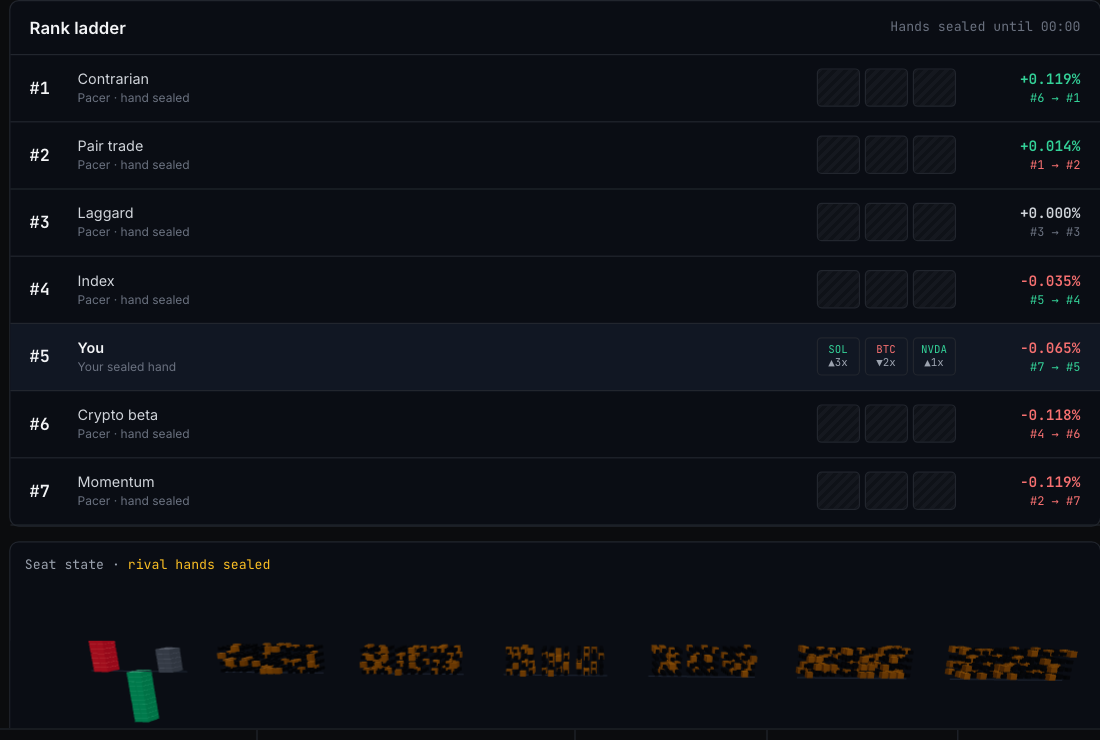 Rank ladder
Hands sealed until 00:00
#1
Contrarian
Pacer · hand sealed
+0.119%
#6 → #1
#2
Pair trade
Pacer · hand sealed
+0.014%
#1 → #2
#3
Laggard
Pacer · hand sealed
+0.000%
#3 → #3
#4
Index
Pacer · hand sealed
-0.035%
#5 → #4
#5
You
Your sealed hand
SOL
▲3x
BTC
▼2x
NVDA
▲1x
-0.065%
#7 → #5
#6
Crypto beta
Pacer · hand sealed
-0.118%
#4 → #6
#7
Momentum
Pacer · hand sealed
-0.119%
#2 → #7
Seat state · rival hands sealed